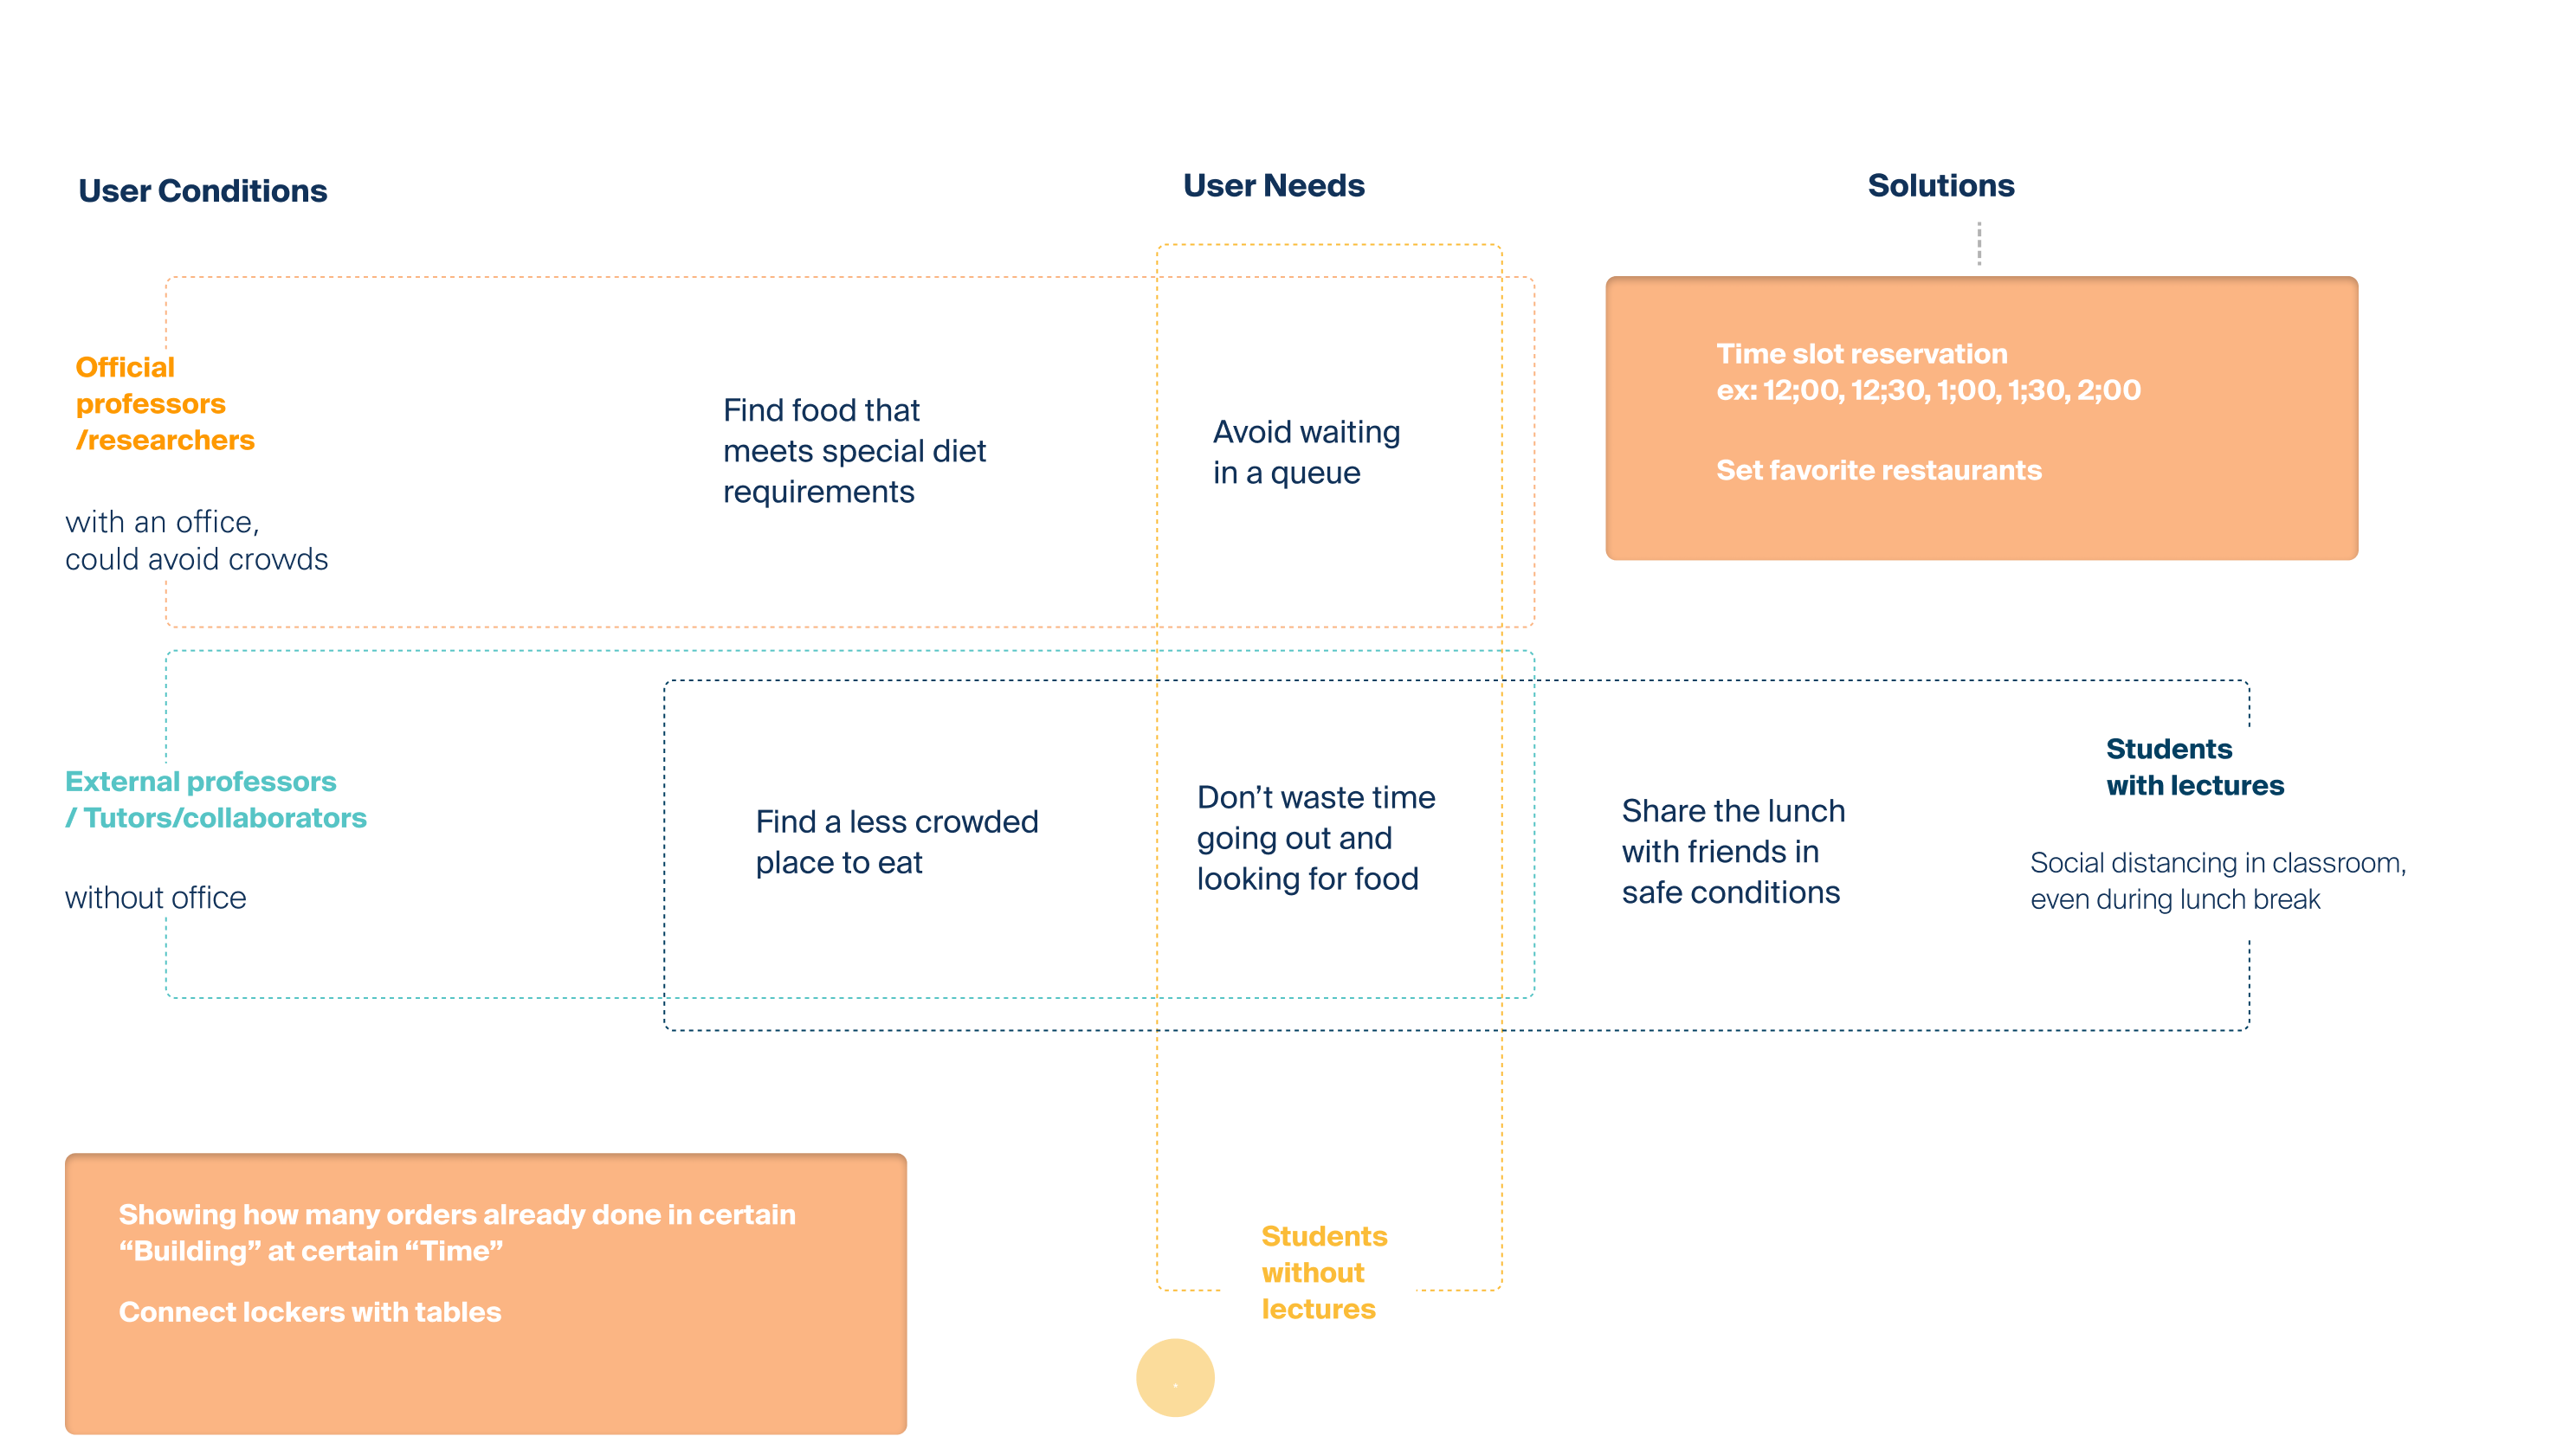 User Conditions
User Needs
Solutions
Official
professors
/researchers
with an office,
could avoid crowds
Find food that
meets special diet
requirements
Avoid waiting
in a queue
Time slot reservation
ex: 12;00, 12;30, 1;00, 1;30, 2;00
Set favorite restaurants
External professors
/ Tutors/collaborators
without office
Find a less crowded
place to eat
Don’t waste time
going out and
looking for food
Share the lunch
with friends in
safe conditions
Students
with lectures
Social distancing in classroom,
even during lunch break
Showing how many orders already done in certain
“Building” at certain “Time”
Connect lockers with tables
Students
without
lectures
.